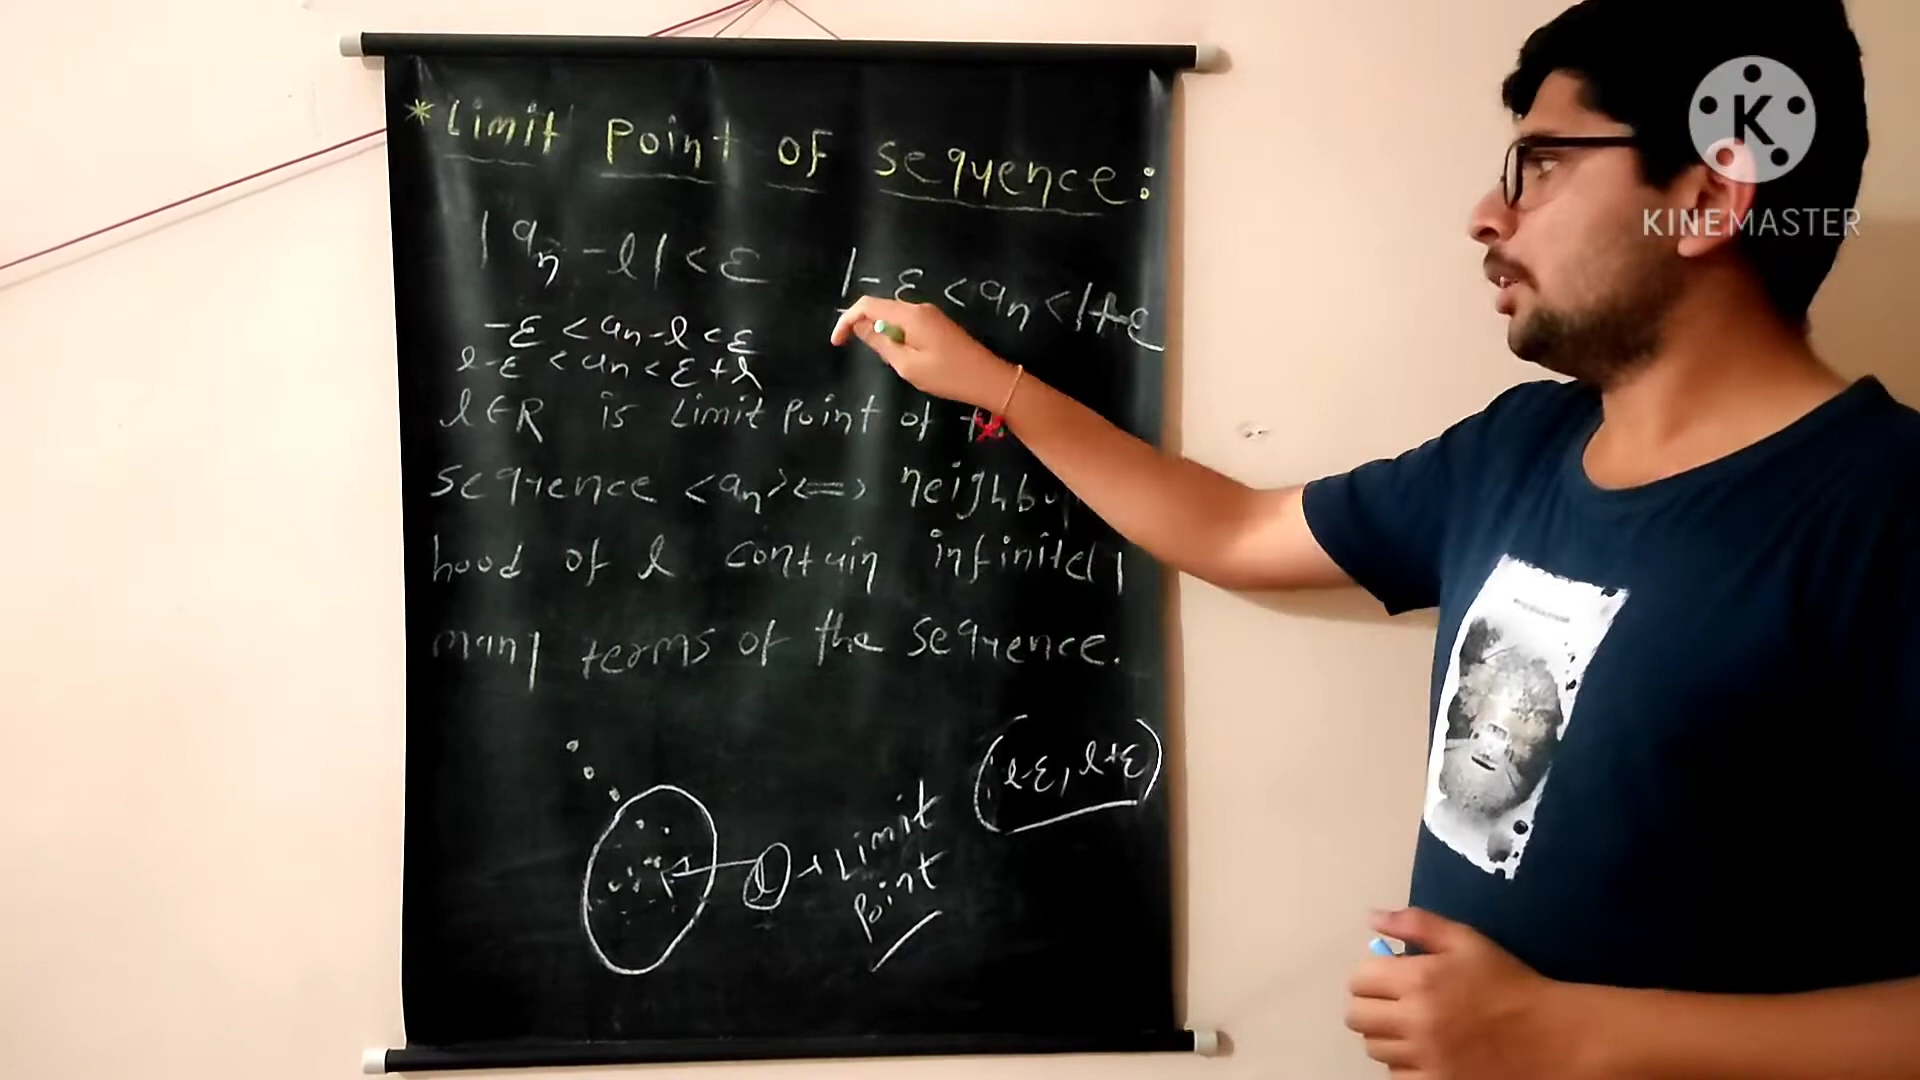 * Limit Point of sequence:
|an - l| < ε
l - ε < an < l + ε
-ε < an - l < ε
l - ε < an < ε + l
l ∈ R is Limit Point of
sequence <an> <=> neighbour
hood of l contain infinitely
many terms of the sequence.
(l-ε, l+ε)
l → Limit
Point
K
KINEMASTER